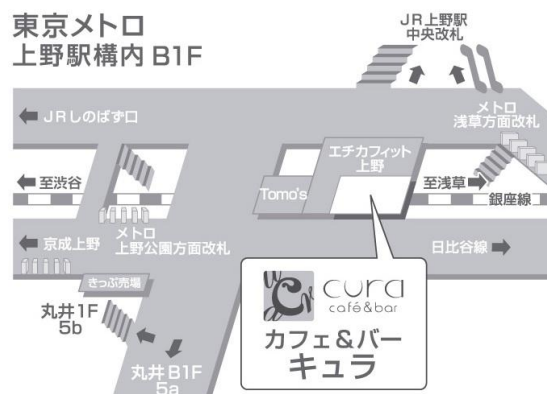 東京メトロ
上野駅構内 B1F
JR上野駅
中央改札
JRしのばず口
メトロ
浅草方面改札
エチカフィット
上野
至渋谷
Tomo's
至浅草
銀座線
京成上野
メトロ
上野公園方面改札
日比谷線
きっぷ売場
丸井1F
5b
丸井 B1F
5a
cura
café&bar
カフェ&バー
キュラ